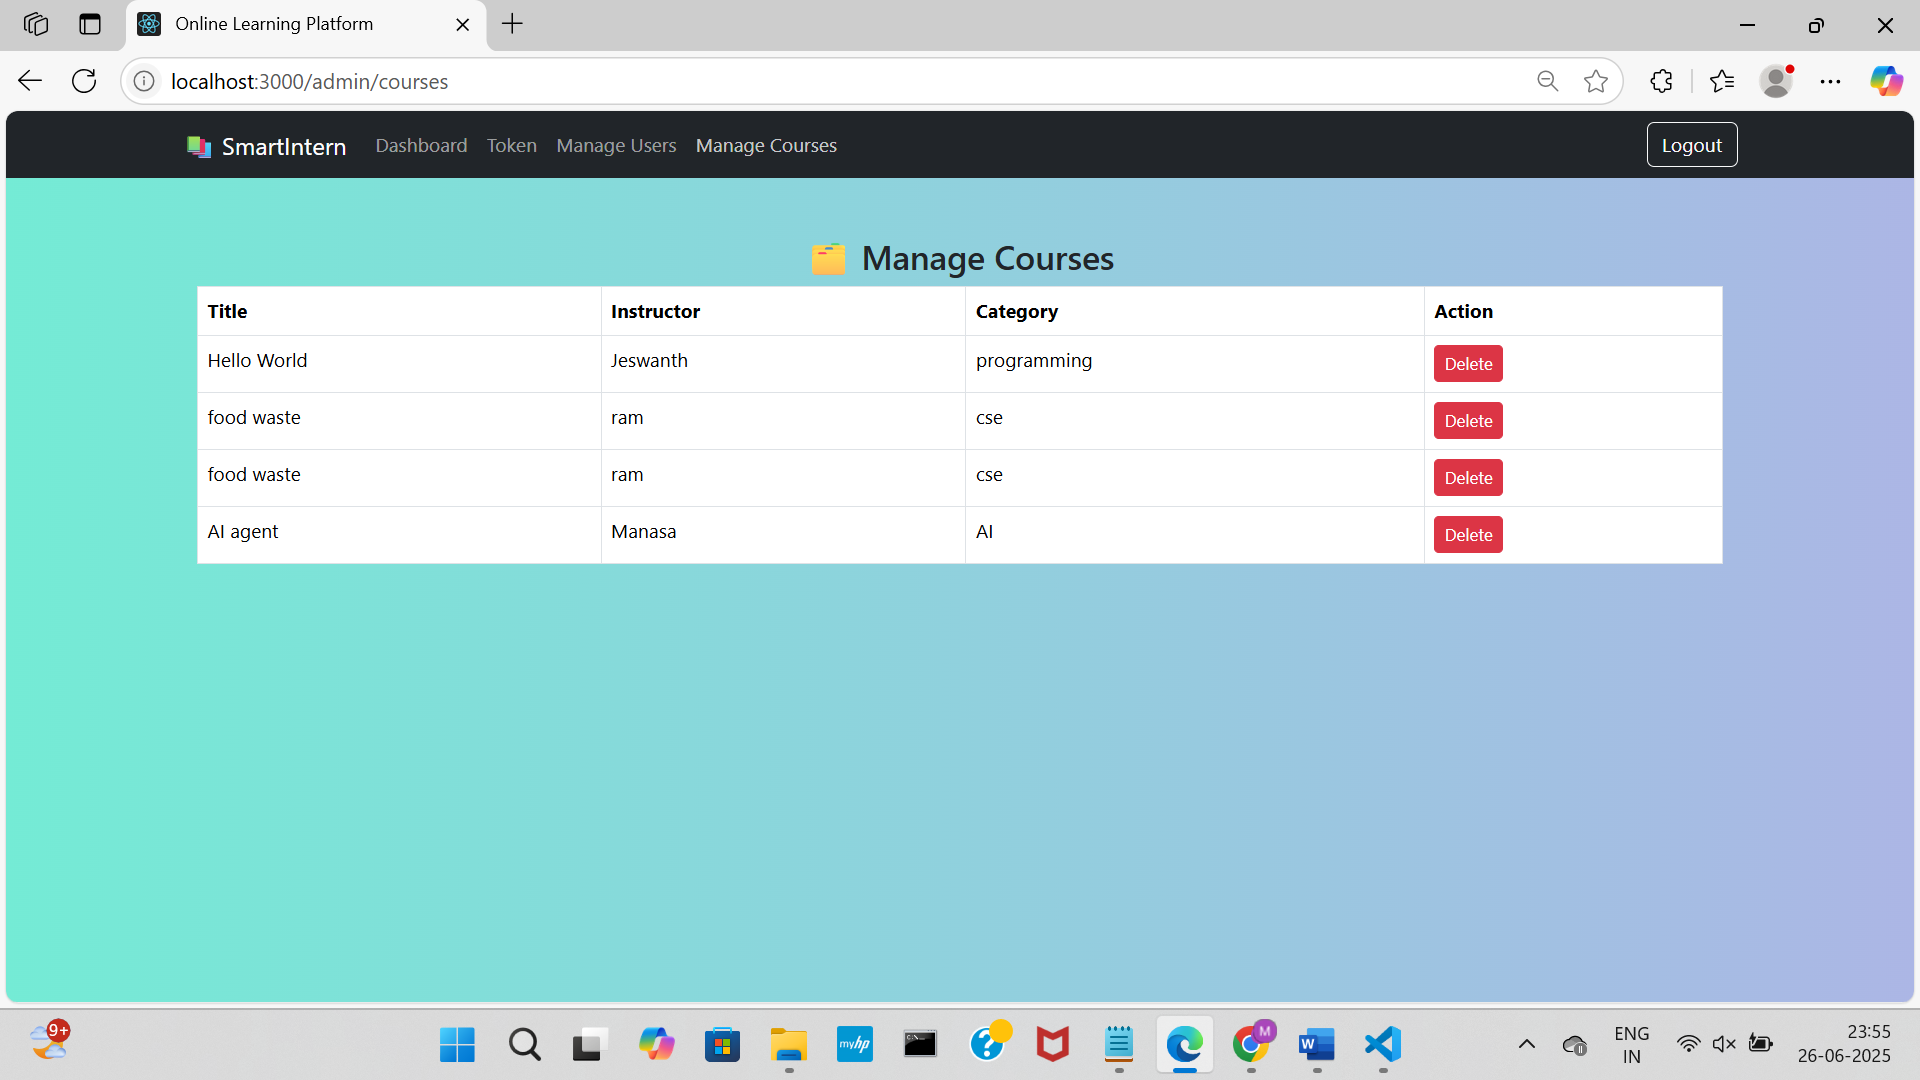 Online Learning Platform
localhost:3000/admin/courses
SmartIntern Dashboard Token Manage Users Manage Courses Logout
Manage Courses
Title Instructor Category Action
Hello World Jeswanth programming Delete
food waste ram cse Delete
food waste ram cse Delete
AI agent Manasa AI Delete
9+
myhp
C:\_
?
M
W
ENG
IN
23:55
26-06-2025